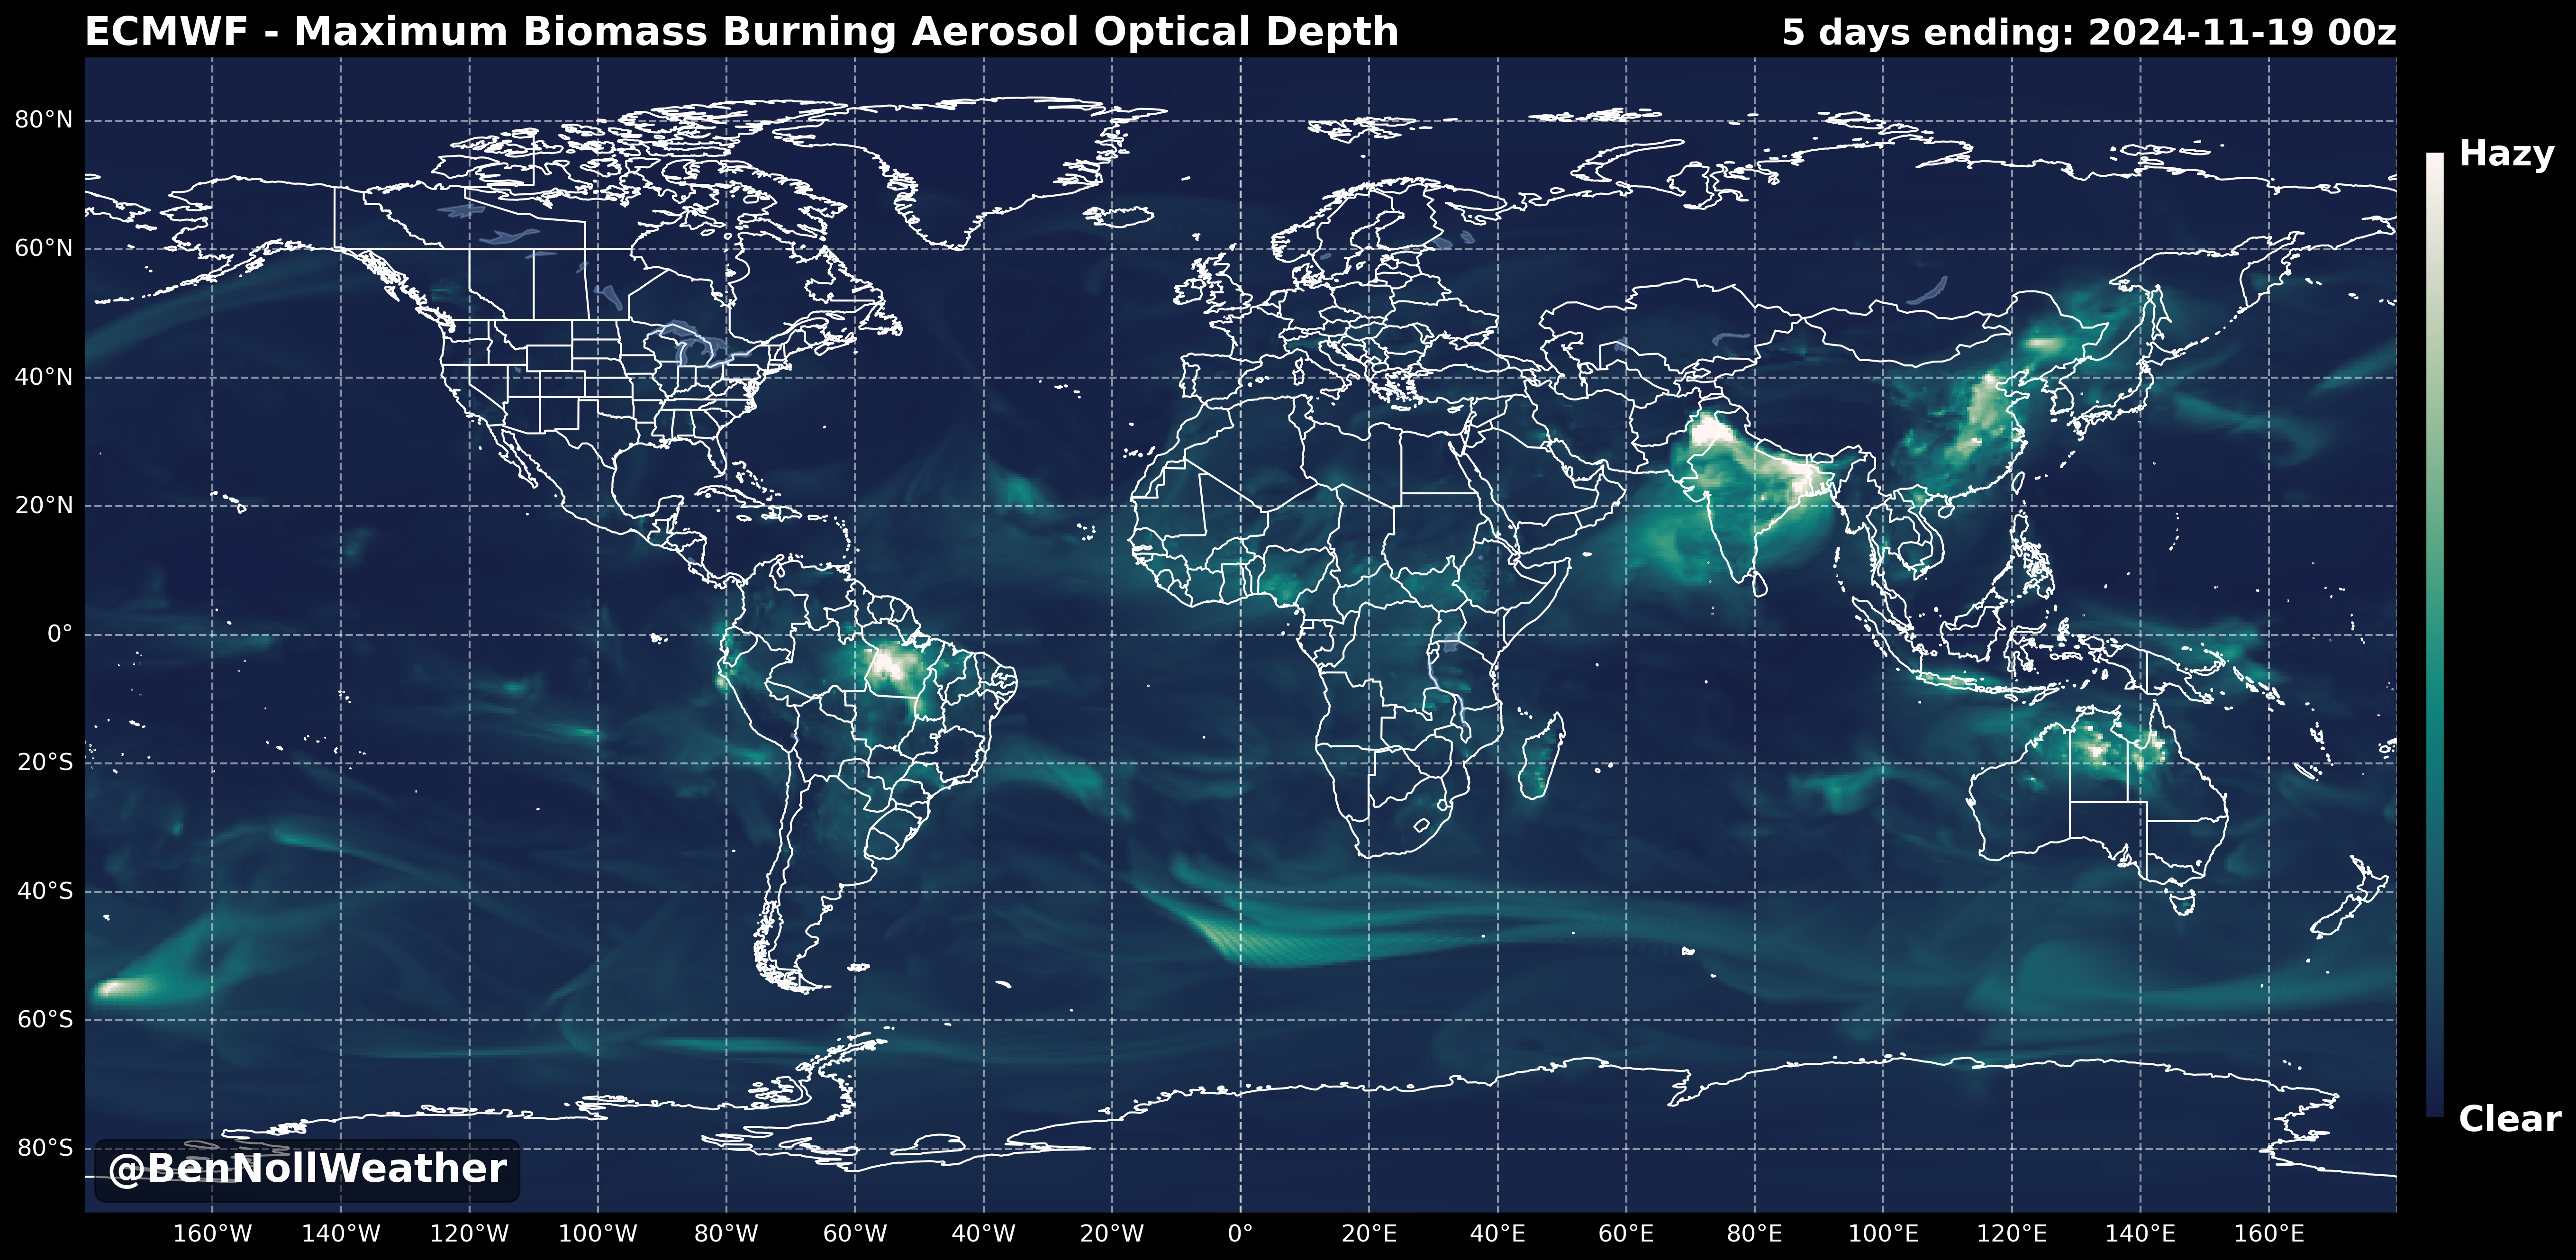 ECMWF - Maximum Biomass Burning Aerosol Optical Depth
5 days ending: 2024-11-19 00z
80°N
60°N
40°N
20°N
0°
20°S
40°S
60°S
80°S
Hazy
Clear
@BenNollWeather
160°W 140°W 120°W 100°W 80°W 60°W 40°W 20°W 0° 20°E 40°E 60°E 80°E 100°E 120°E 140°E 160°E